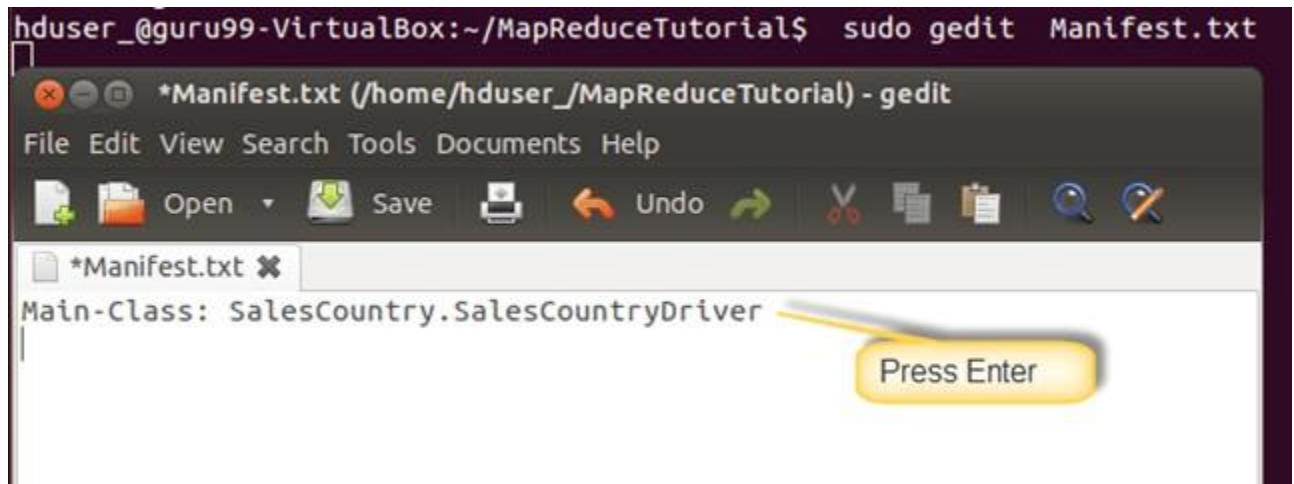 hduser_@guru99-VirtualBox:~/MapReduceTutorial$ sudo gedit Manifest.txt
*Manifest.txt (/home/hduser_/MapReduceTutorial) - gedit
File Edit View Search Tools Documents Help
Open Save Undo
*Manifest.txt
Main-Class: SalesCountry.SalesCountryDriver
Press Enter